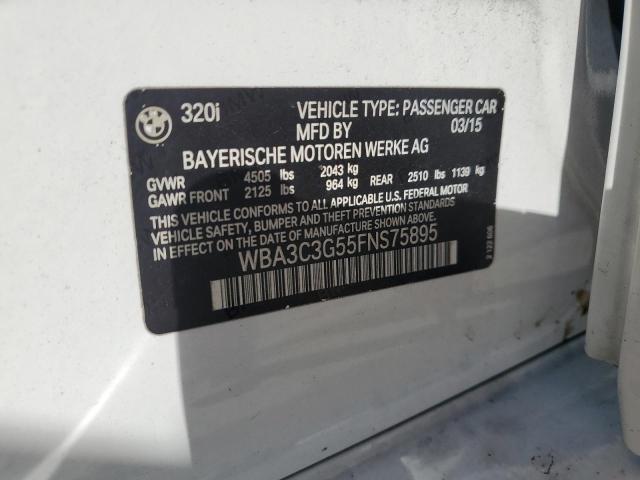 BMW
320i VEHICLE TYPE: PASSENGER CAR
MFD BY 03/15
BAYERISCHE MOTOREN WERKE AG
GVWR 4505 lbs 2043 kg
GAWR FRONT 2125 lbs 964 kg REAR 2510 lbs 1139 kg
THIS VEHICLE CONFORMS TO ALL APPLICABLE U.S. FEDERAL MOTOR
VEHICLE SAFETY, BUMPER AND THEFT PREVENTION STANDARDS IN
EFFECT ON DATE OF MANUFACTURE SHOWN ABOVE.
WBA3C3G55FNS75895